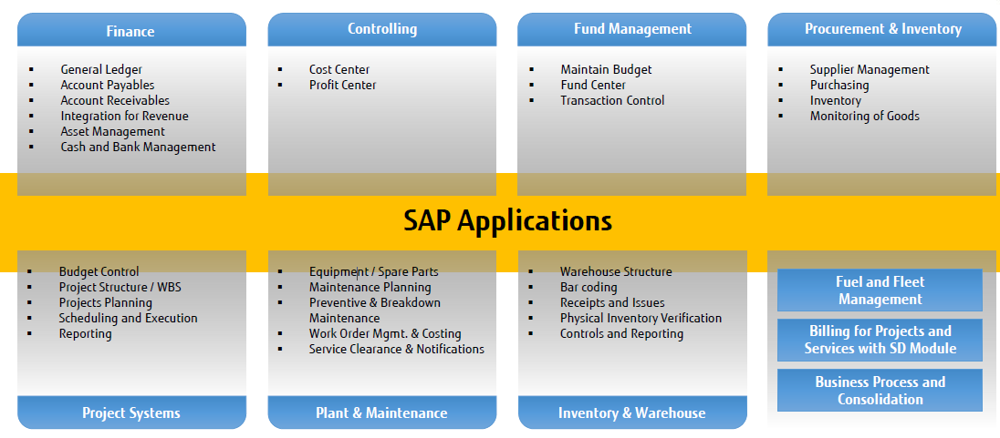 Finance
General Ledger
Account Payables
Account Receivables
Integration for Revenue
Asset Management
Cash and Bank Management
Controlling
Cost Center
Profit Center
Fund Management
Maintain Budget
Fund Center
Transaction Control
Procurement & Inventory
Supplier Management
Purchasing
Inventory
Monitoring of Goods
SAP Applications
Budget Control
Project Structure / WBS
Projects Planning
Scheduling and Execution
Reporting
Project Systems
Equipment / Spare Parts
Maintenance Planning
Preventive & Breakdown
Maintenance
Work Order Mgmt. & Costing
Service Clearance & Notifications
Plant & Maintenance
Warehouse Structure
Bar coding
Receipts and Issues
Physical Inventory Verification
Controls and Reporting
Inventory & Warehouse
Fuel and Fleet
Management
Billing for Projects and
Services with SD Module
Business Process and
Consolidation